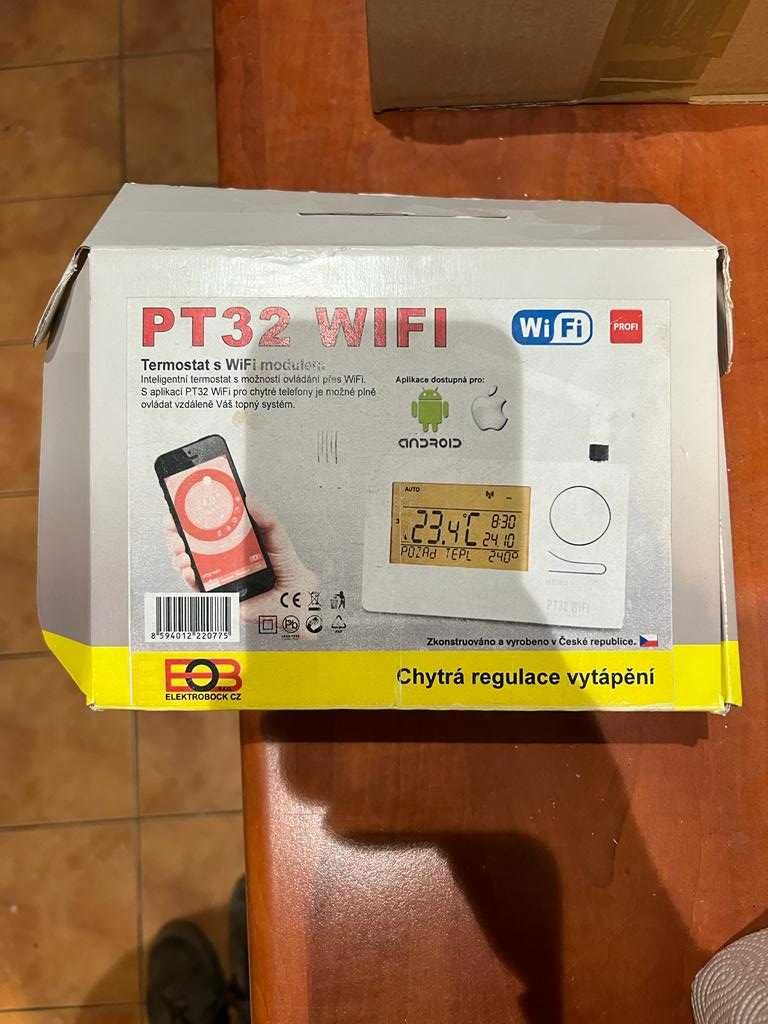 PT32 WIFI
WiFi
PROFI
Termostat s WiFi modulem
Inteligentní termostat s možností ovládání přes WiFi.
S aplikací PT32 WiFi pro chytré telefony je možné plně
ovládat vzdáleně Váš topný systém.
Aplikace dostupná pro:
ANDROID
AUTO
3
23.4°C
8:30
24.10
POŽAd TEPL 24.0°
PT32 WIFI
CE
Pb
8 594012 220775
Zkonstruováno a vyrobeno v České republice.
EOB
ELEKTROBOCK CZ
Chytrá regulace vytápění